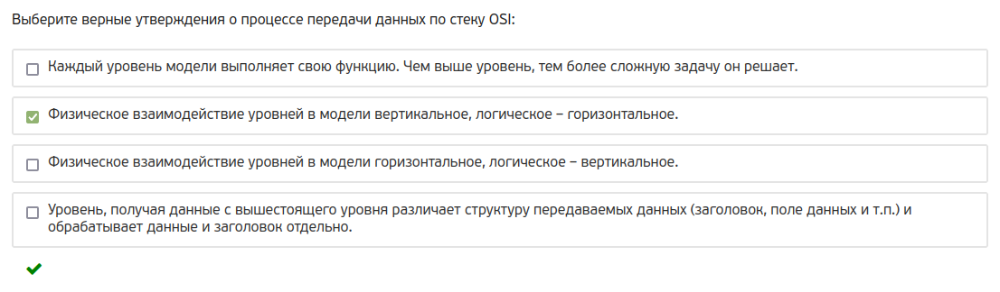 Выберите верные утверждения о процессе передачи данных по стеку OSI:
Каждый уровень модели выполняет свою функцию. Чем выше уровень, тем более сложную задачу он решает.
Физическое взаимодействие уровней в модели вертикальное, логическое – горизонтальное.
Физическое взаимодействие уровней в модели горизонтальное, логическое – вертикальное.
Уровень, получая данные с вышестоящего уровня различает структуру передаваемых данных (заголовок, поле данных и т.п.) и
обрабатывает данные и заголовок отдельно.